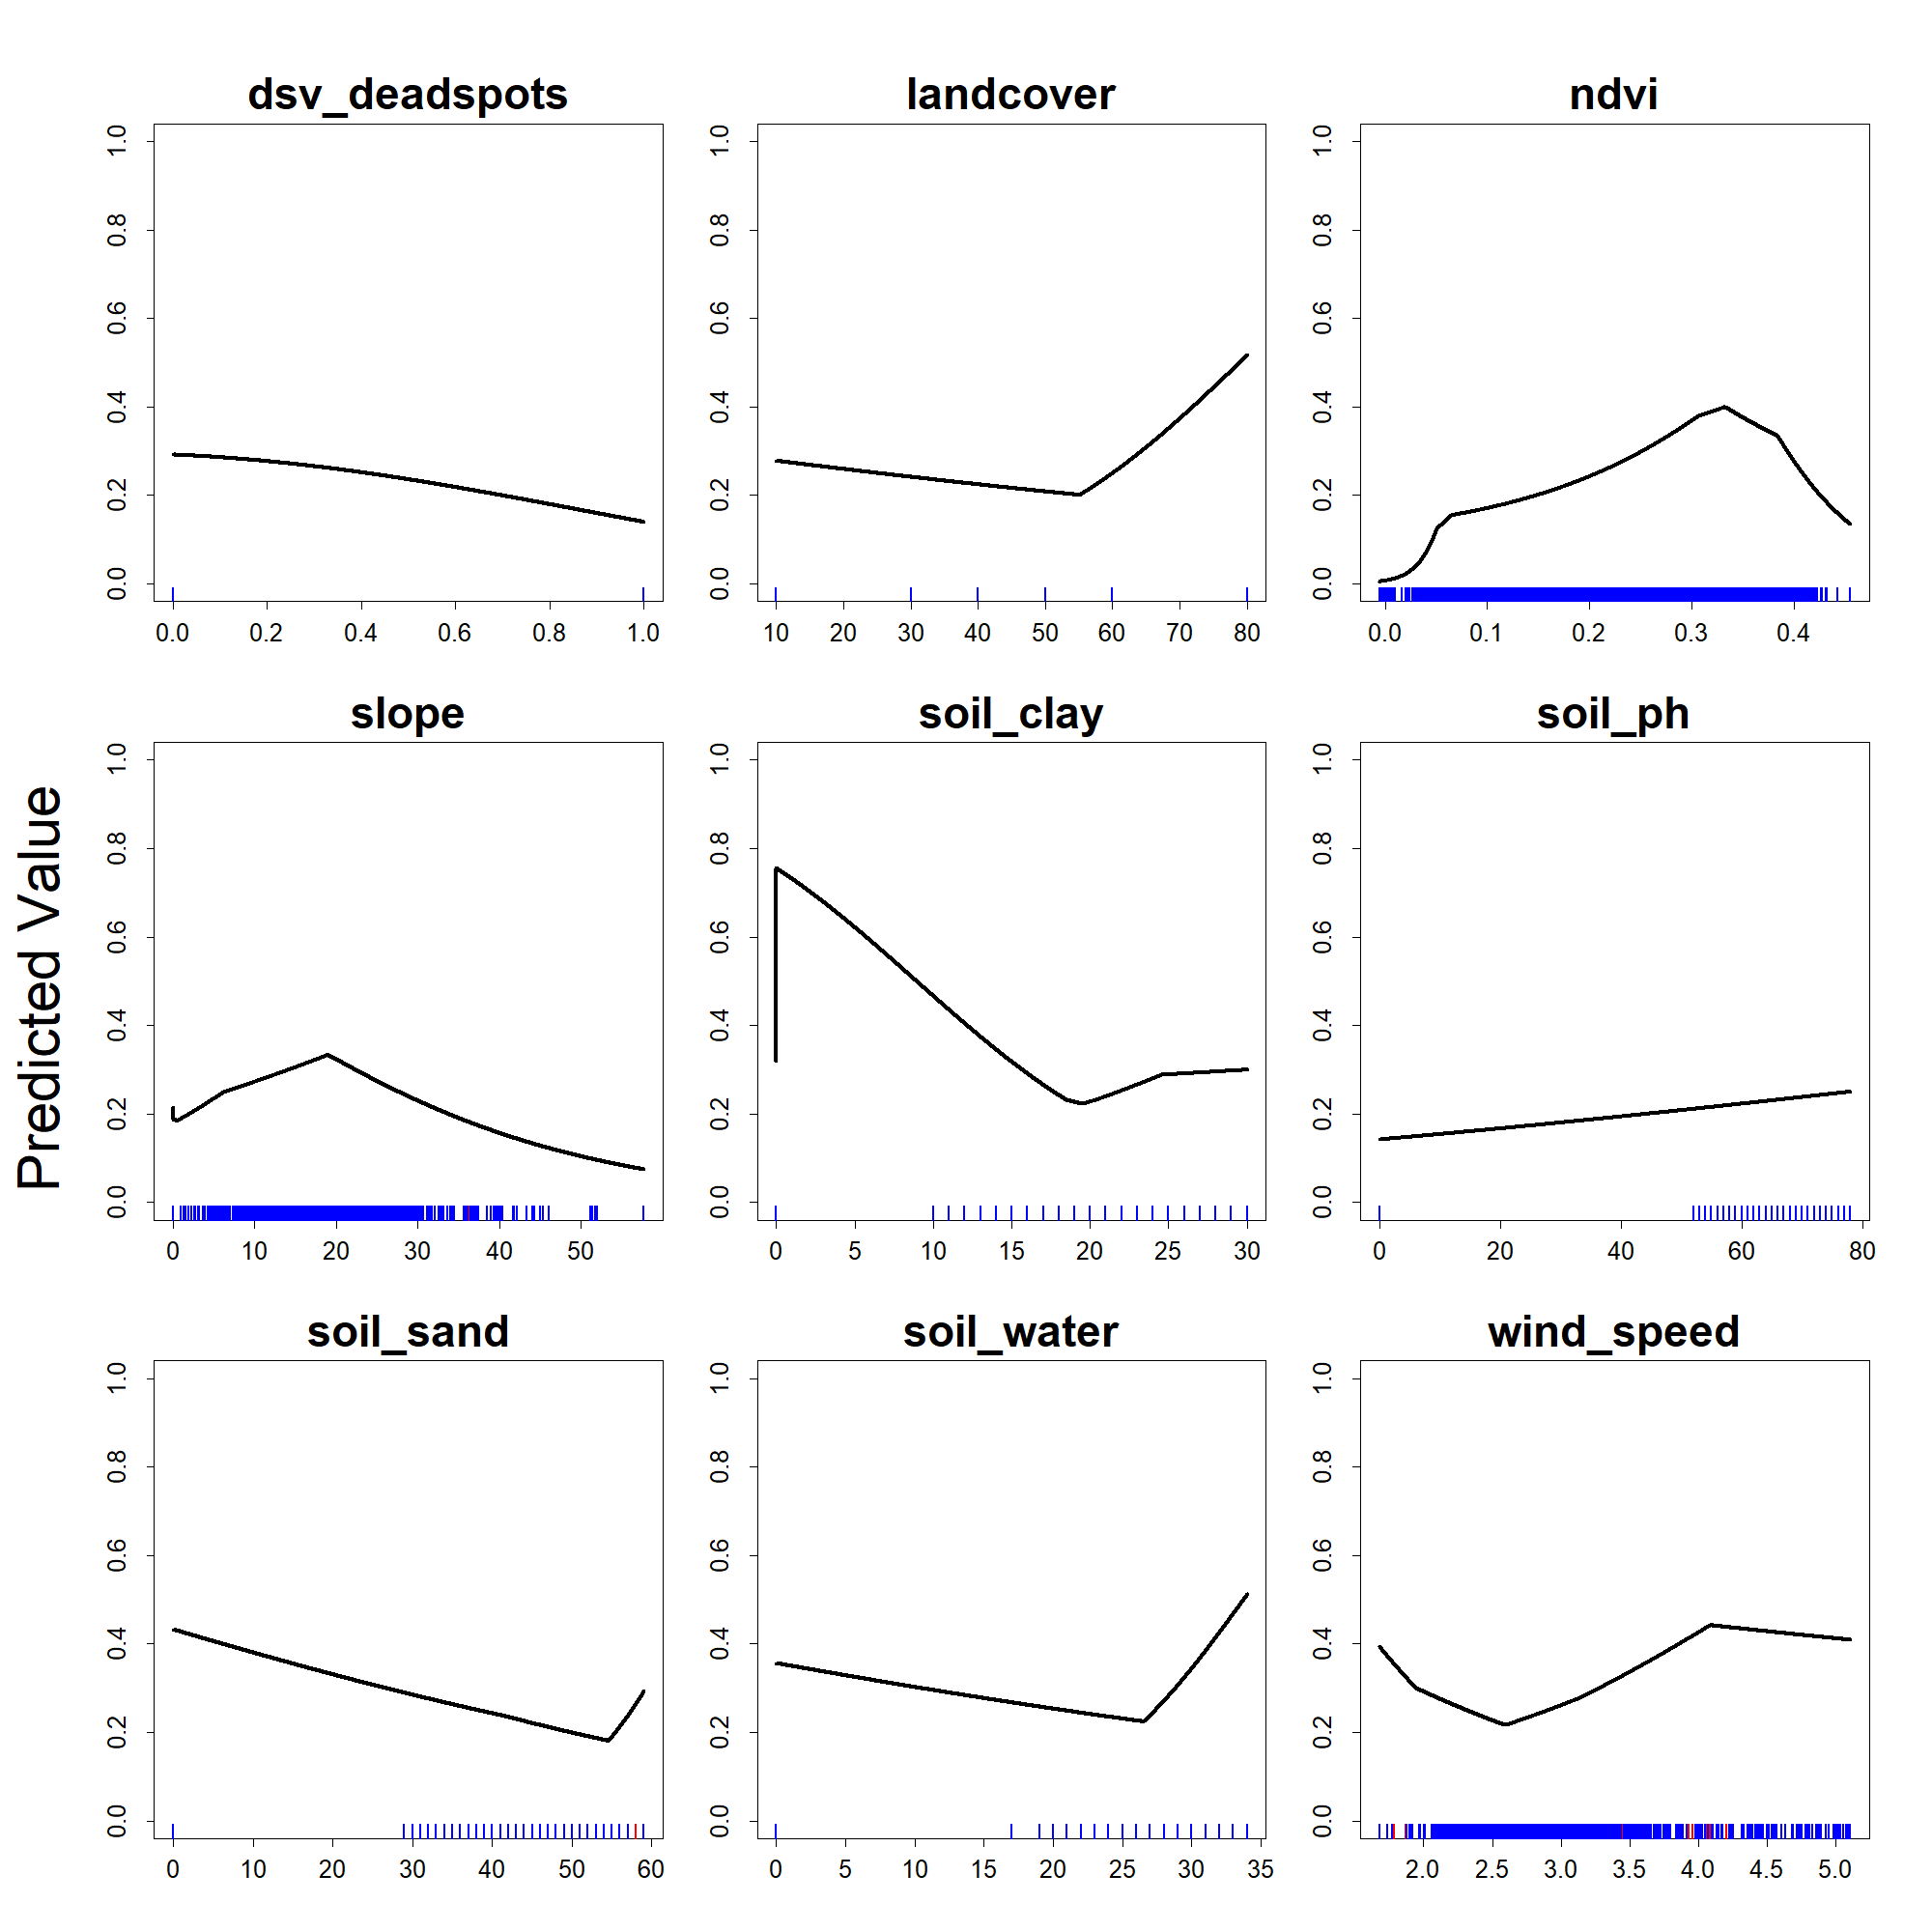 dsv_deadspots landcover ndvi
1.0 1.0 1.0
0.8 0.8 0.8
0.6 0.6 0.6
0.4 0.4 0.4
0.2 0.2 0.2
0.0 0.0 0.0
0.0 0.2 0.4 0.6 0.8 1.0 10 20 30 40 50 60 70 80 0.0 0.1 0.2 0.3 0.4
Predicted Value
slope soil_clay soil_ph
1.0 1.0 1.0
0.8 0.8 0.8
0.6 0.6 0.6
0.4 0.4 0.4
0.2 0.2 0.2
0.0 0.0 0.0
0 10 20 30 40 50 0 5 10 15 20 25 30 0 20 40 60 80
soil_sand soil_water wind_speed
1.0 1.0 1.0
0.8 0.8 0.8
0.6 0.6 0.6
0.4 0.4 0.4
0.2 0.2 0.2
0.0 0.0 0.0
0 10 20 30 40 50 60 0 5 10 15 20 25 30 35 2.0 2.5 3.0 3.5 4.0 4.5 5.0